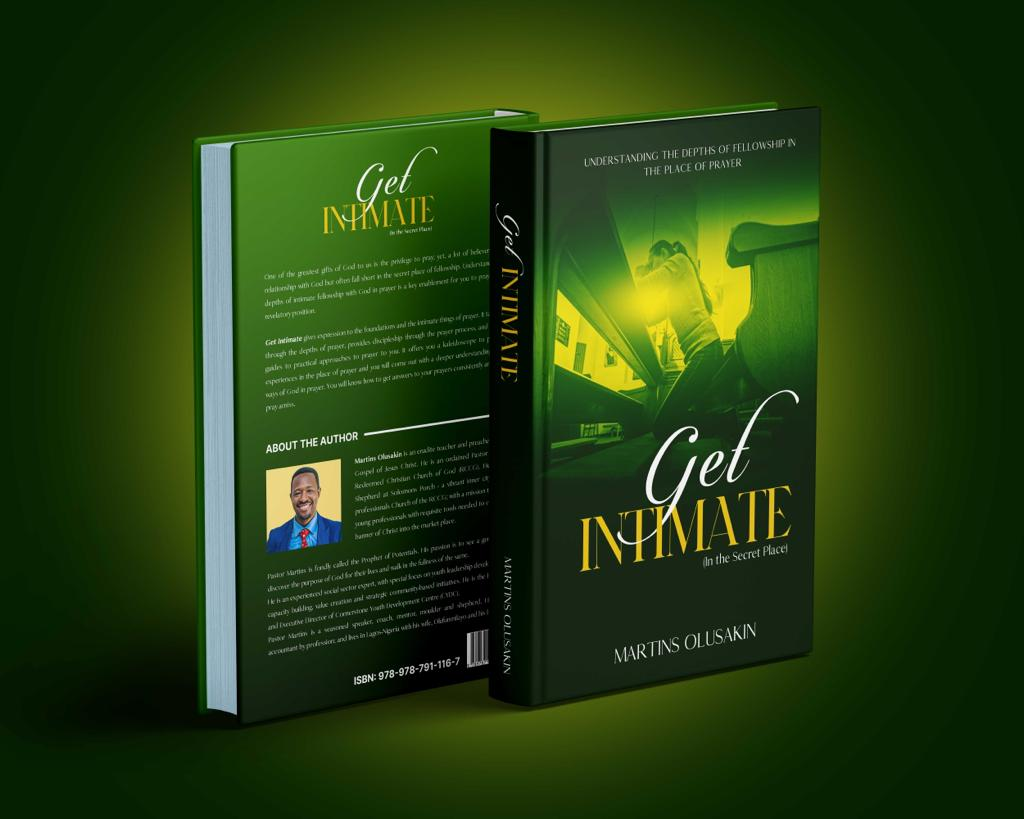 Get
INTIMATE
(In the Secret Place)
One of the greatest gifts of God to us is the privilege to pray, yet, a lot of
relationship with God but often fall short in the secret place of fellowship.
depths of intimate fellowship with God in prayer is a key enablement for you to
revelatory position.
Get Intimate gives expression to the foundations and the intimate things of prayer. It
through the depths of prayer, provides discipleship through the prayer process, and
guides to practical approaches to prayer to you. It offers you a kaleidoscope to
experiences in the place of prayer and you will come out with a deeper
ways of God in prayer. You will know how to get answers to your prayers consistently
pray amiss.
ABOUT THE AUTHOR
Martins Olusakin is an erudite teacher and
Gospel of Jesus Christ. He is an ordained Pastor
Redeemed Christian Church of God (RCCG).
Shepherd at Solomons Porch - a vibrant inner
professionals Church of the RCCG; with a mission
young professionals with requisite tools needed to
banner of Christ into the market place.
Pastor Martins is fondly called the Prophet of Potentials. His passion is to see a
discover the purpose of God for their lives and walk in the fullness of the same.
He is an experienced social sector expert, with special focus on youth leadership
capacity building, value creation and strategic community-based initiatives. He is the
and Executive Director of Cornerstone Youth Development Centre (CYDC).
Pastor Martins is a seasoned speaker, coach, mentor, moulder and shepherd.
accountant by profession; and lives in Lagos-Nigeria with his wife, and his
ISBN: 978-978-791-116-7
Get INTIMATE
MARTINS OLUSAKIN
UNDERSTANDING THE DEPTHS OF FELLOWSHIP IN
THE PLACE OF PRAYER
Get
INTIMATE
(In the Secret Place)
MARTINS OLUSAKIN